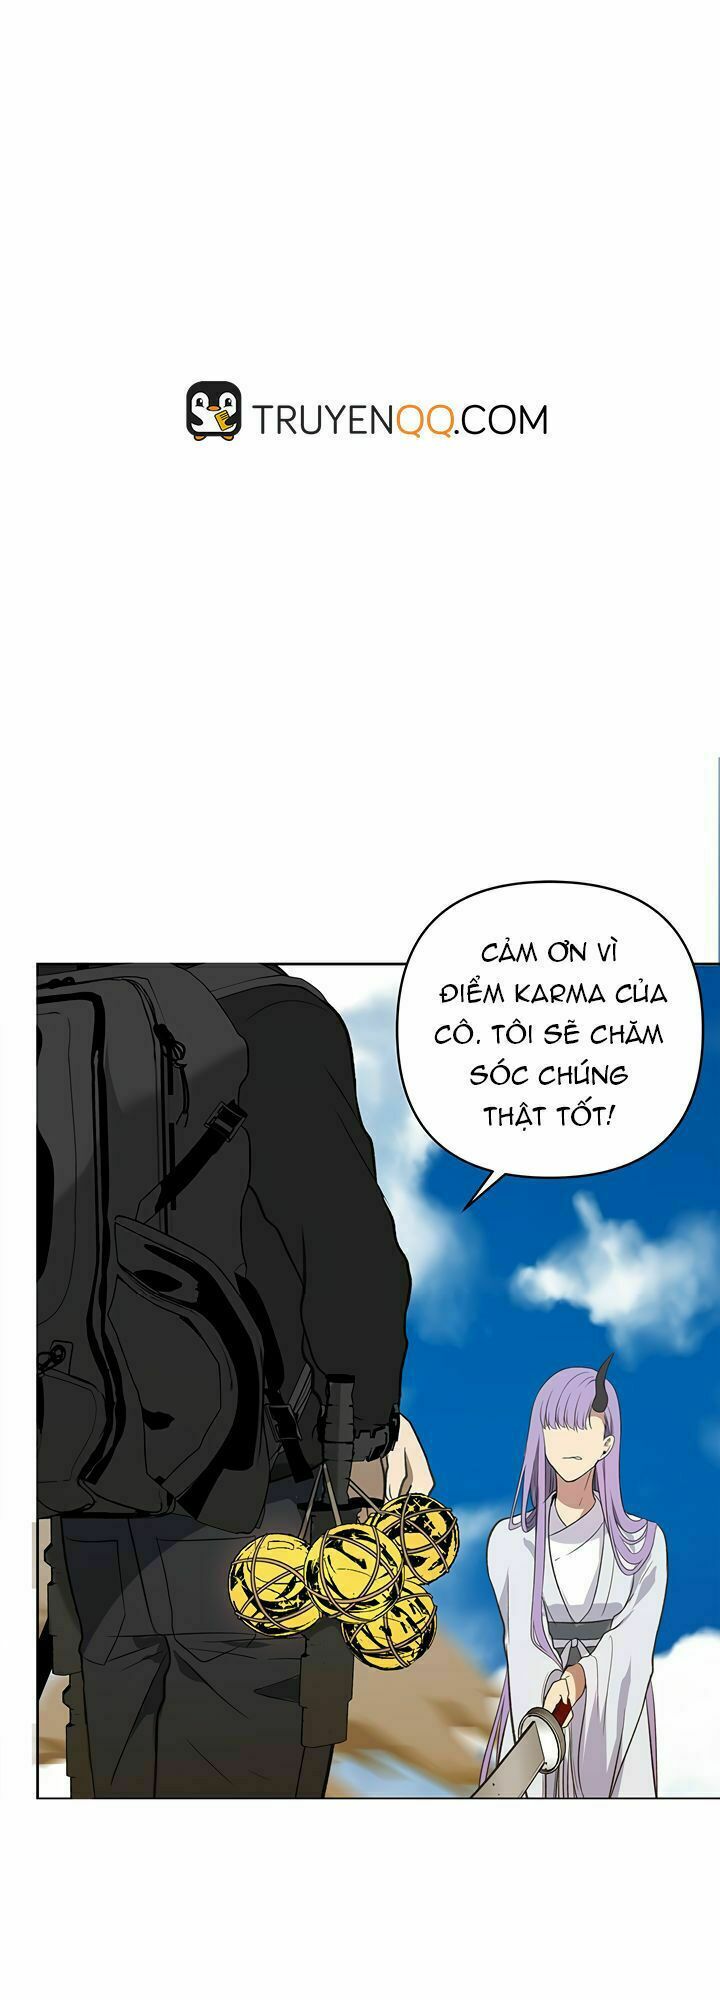 TRUYENQQ.COM
CẢM ƠN VÌ
ĐIỂM KARMA CỦA
CÔ. TÔI SẼ CHĂM
SÓC CHÚNG
THẬT TỐT!